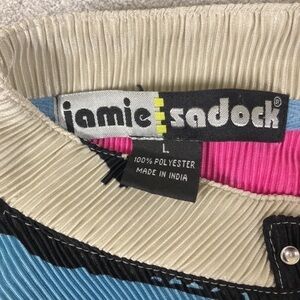 jamie sadock®
L
100% POLYESTER
MADE IN INDIA